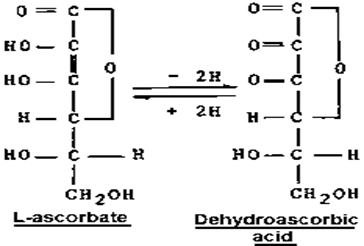 O = C C O = C
HO — C C O = C
HO — C O O = C O
- 2H
+ 2H
H — C H — C
HO — C — H HO — C — H
CH2OH CH2OH
L-ascorbate Dehydroascorbic
acid